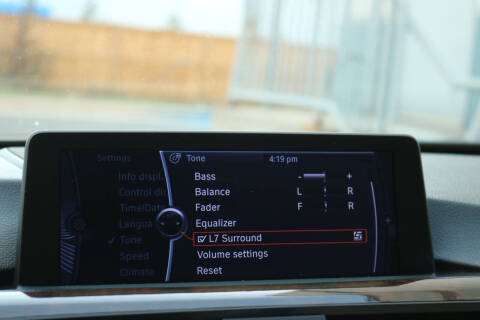 Settings
Info displ
Control di
Time/Date
Langua
Tone
Speed
Climate
Tone 4:19 pm
Bass - +
Balance L R
Fader F R
Equalizer
L7 Surround
Volume settings
Reset